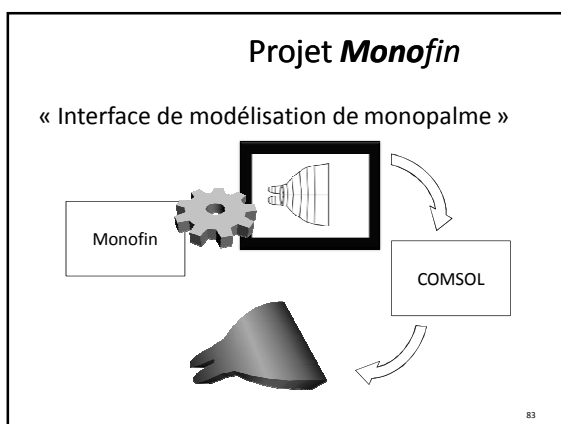 Projet Monofin
« Interface de modélisation de monopalme »
Monofin
COMSOL
83